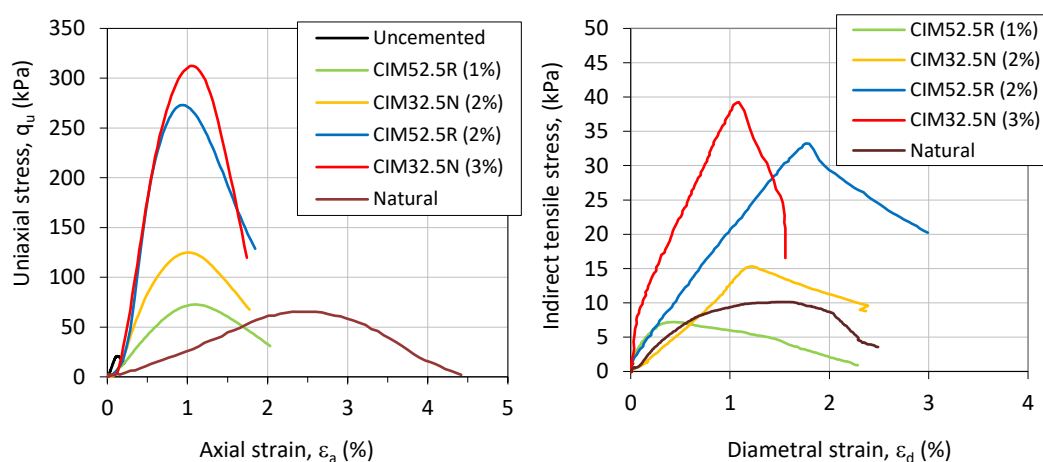 350
300
250
200
150
100
50
0
Uniaxial stress, qu (kPa)
0
1
2
3
4
5
Axial strain, εa (%)
Uncemented
CIM52.5R (1%)
CIM32.5N (2%)
CIM52.5R (2%)
CIM32.5N (3%)
Natural
50
45
40
35
30
25
20
15
10
5
0
Indirect tensile stress, (kPa)
0
1
2
3
4
Diametral strain, εd (%)
CIM52.5R (1%)
CIM32.5N (2%)
CIM52.5R (2%)
CIM32.5N (3%)
Natural